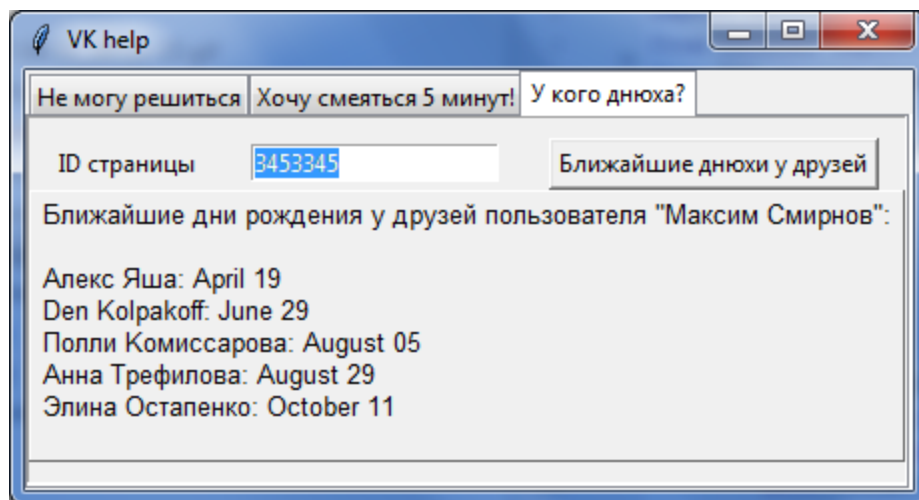 VK help
Не могу решиться Хочу смеяться 5 минут! У кого днюха?
ID страницы 3453345 Ближайшие днюхи у друзей
Ближайшие дни рождения у друзей пользователя "Максим Смирнов":
Алекс Яша: April 19
Den Kolpakoff: June 29
Полли Комиссарова: August 05
Анна Трефилова: August 29
Элина Остапенко: October 11